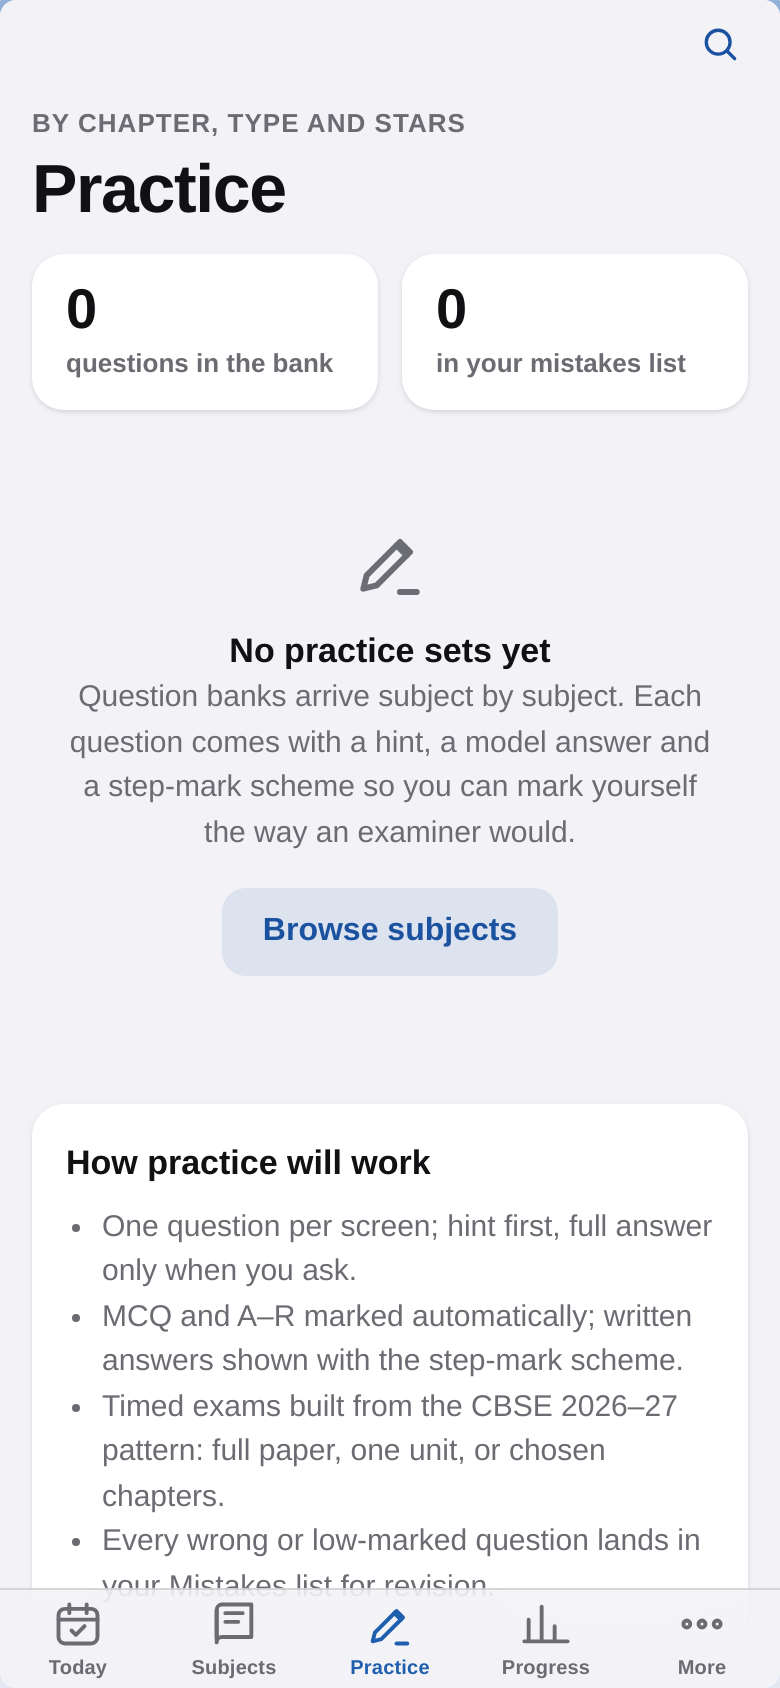 BY CHAPTER, TYPE AND STARS
Practice
0
questions in the bank
0
in your mistakes list
No practice sets yet
Question banks arrive subject by subject. Each
question comes with a hint, a model answer and
a step-mark scheme so you can mark yourself
the way an examiner would.
Browse subjects
How practice will work
• One question per screen; hint first, full answer
only when you ask.
• MCQ and A–R marked automatically; written
answers shown with the step-mark scheme.
• Timed exams built from the CBSE 2026–27
pattern: full paper, one unit, or chosen
chapters.
• Every wrong or low-marked question lands in
your Mistakes list for revision.
Today
Subjects
Practice
Progress
More